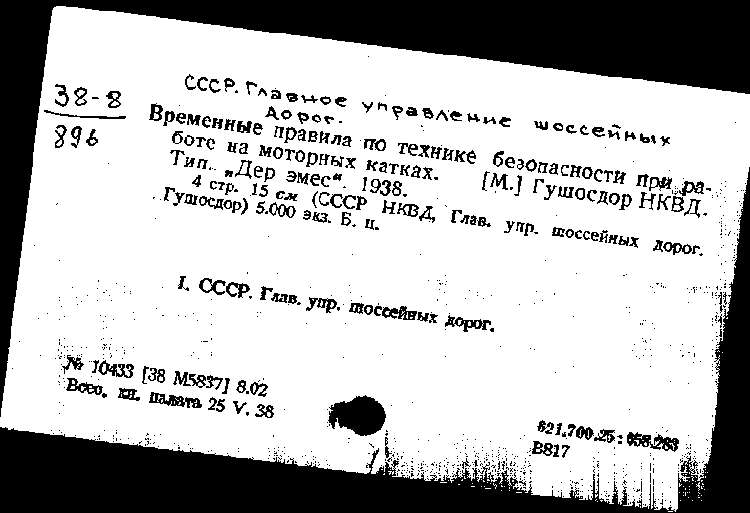 38-8
896
СССР. Главное управление шоссейных
дорог.
Временные правила по технике безопасности при ра-
боте на моторных катках. [М.] Гушосдор НКВД.
Тип. „Дер эмес“. 1938.
4 стр. 15 см (СССР НКВД, Глав. упр. шоссейных дорог.
Гушосдор) 5.000 экз. Б. ц.
I. СССР. Глав. упр. шоссейных дорог.
№ 10433 [38 М5837] 8.02
Всес. кн. палата 25 V. 38
621.700.25 : 658.283
В817